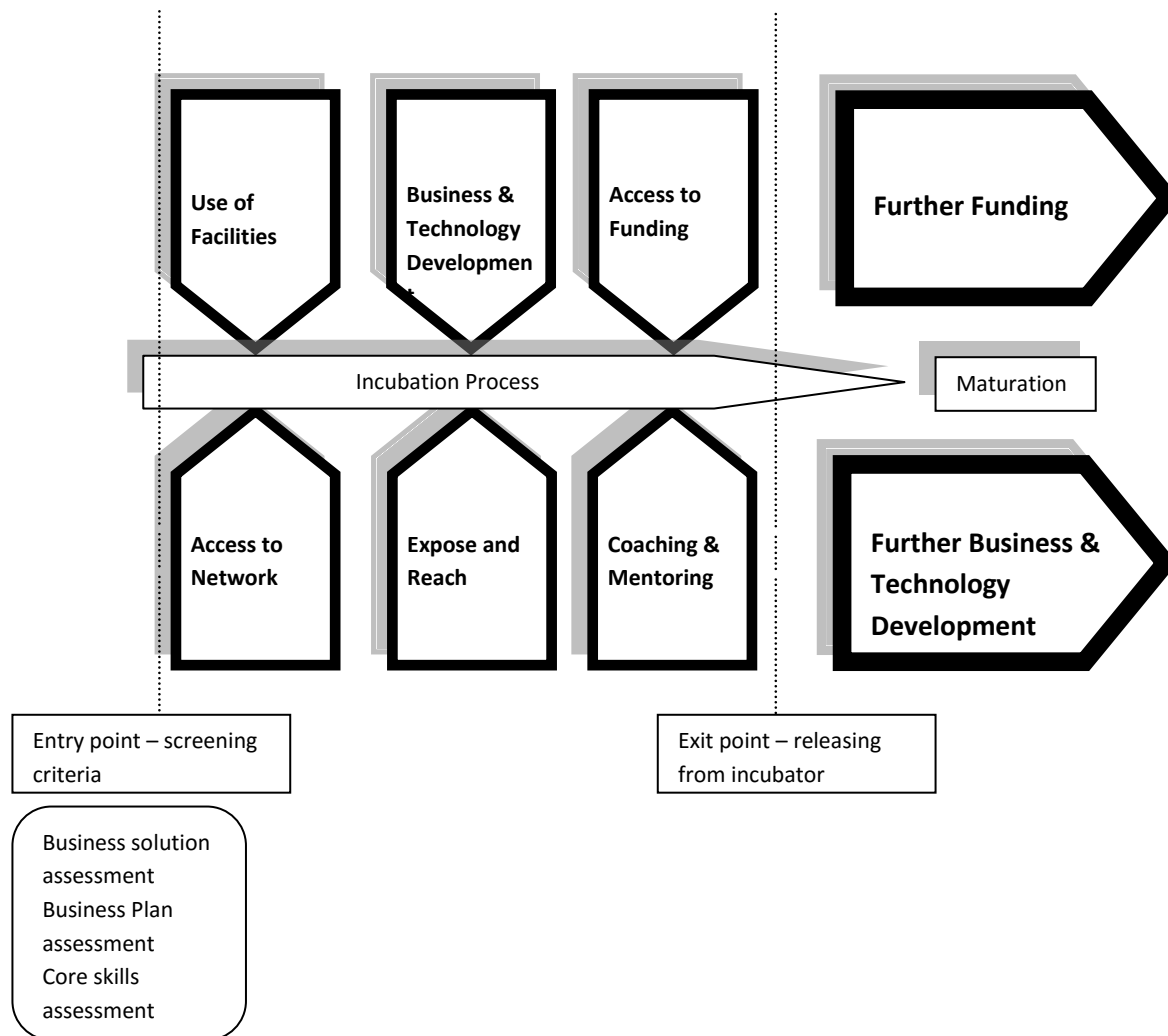 Use of
Facilities
Business &
Technology
Developmen
t
Access to
Funding
Further Funding
Incubation Process
Maturation
Access to
Network
Expose and
Reach
Coaching &
Mentoring
Further Business &
Technology
Development
Entry point – screening
criteria
Exit point – releasing
from incubator
Business solution
assessment
Business Plan
assessment
Core skills
assessment